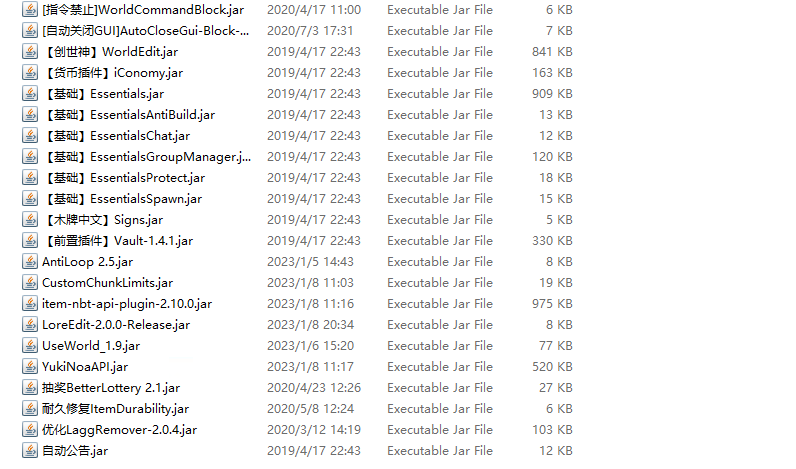 [指令禁止]WorldCommandBlock.jar 2020/4/17 11:00 Executable Jar File 6 KB
[自动关闭GUI]AutoCloseGui-Block-... 2020/7/3 17:31 Executable Jar File 7 KB
【创世神】WorldEdit.jar 2019/4/17 22:43 Executable Jar File 841 KB
【货币插件】iConomy.jar 2019/4/17 22:43 Executable Jar File 163 KB
【基础】Essentials.jar 2019/4/17 22:43 Executable Jar File 909 KB
【基础】EssentialsAntiBuild.jar 2019/4/17 22:43 Executable Jar File 13 KB
【基础】EssentialsChat.jar 2019/4/17 22:43 Executable Jar File 12 KB
【基础】EssentialsGroupManager.j... 2019/4/17 22:43 Executable Jar File 120 KB
【基础】EssentialsProtect.jar 2019/4/17 22:43 Executable Jar File 18 KB
【基础】EssentialsSpawn.jar 2019/4/17 22:43 Executable Jar File 15 KB
【木牌中文】Signs.jar 2019/4/17 22:43 Executable Jar File 5 KB
【前置插件】Vault-1.4.1.jar 2019/4/17 22:43 Executable Jar File 330 KB
AntiLoop 2.5.jar 2023/1/5 14:43 Executable Jar File 8 KB
CustomChunkLimits.jar 2023/1/8 11:03 Executable Jar File 19 KB
item-nbt-api-plugin-2.10.0.jar 2023/1/8 11:16 Executable Jar File 975 KB
LoreEdit-2.0.0-Release.jar 2023/1/8 20:34 Executable Jar File 8 KB
UseWorld_1.9.jar 2023/1/6 15:20 Executable Jar File 77 KB
YukiNoaAPI.jar 2023/1/8 11:17 Executable Jar File 520 KB
抽奖BetterLottery 2.1.jar 2020/4/23 12:26 Executable Jar File 27 KB
耐久修复ItemDurability.jar 2020/5/8 12:24 Executable Jar File 6 KB
优化LaggRemover-2.0.4.jar 2020/3/12 14:19 Executable Jar File 103 KB
自动公告.jar 2019/4/17 22:43 Executable Jar File 12 KB